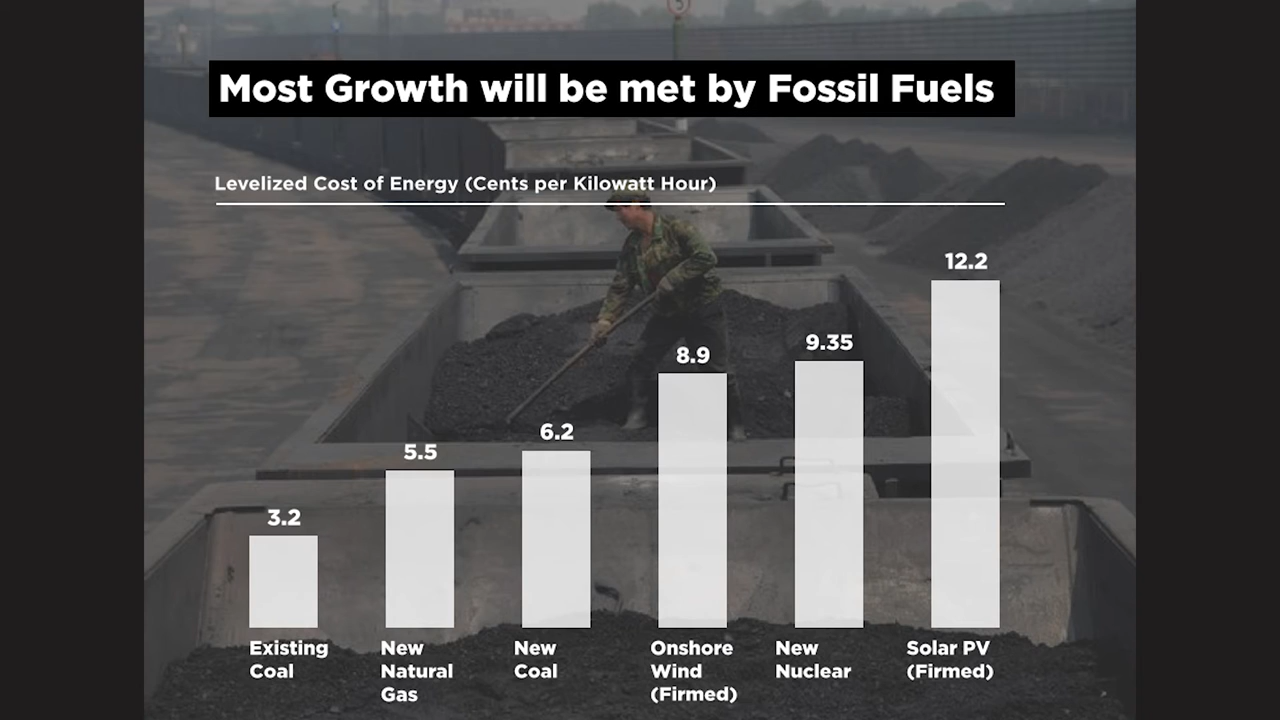 5
Most Growth will be met by Fossil Fuels
Levelized Cost of Energy (Cents per Kilowatt Hour)
3.2
5.5
6.2
8.9
9.35
12.2
Existing
Coal
New
Natural
Gas
New
Coal
Onshore
Wind
(Firmed)
New
Nuclear
Solar PV
(Firmed)